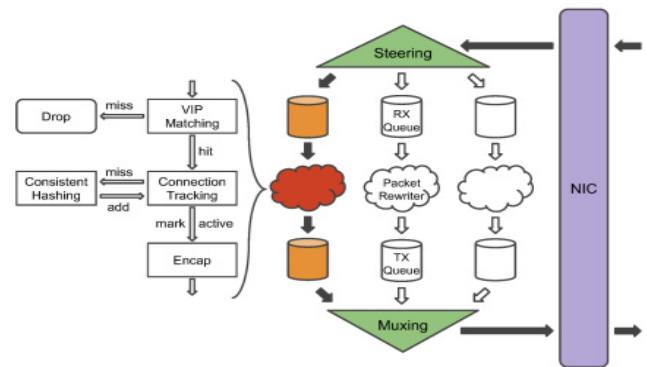 Steering
Drop
miss
VIP
Matching
RX
Queue
hit
NIC
Consistent
Hashing
miss
add
Connection
Tracking
Packet
Rewriter
mark
active
Encap
TX
Queue
Muxing